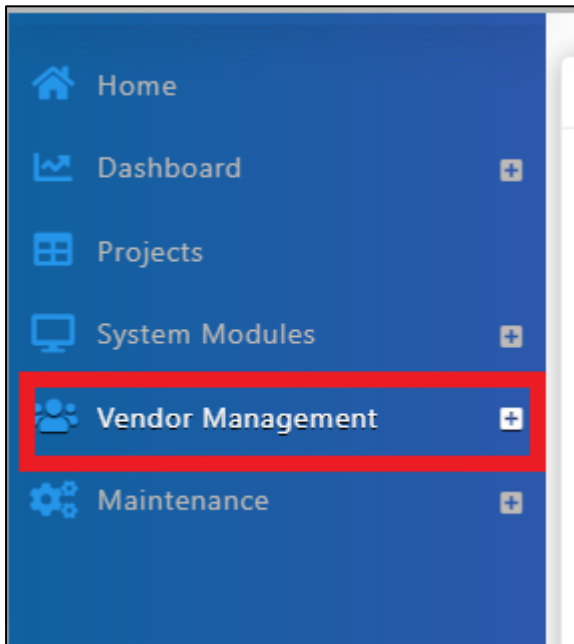 Home
Dashboard
Projects
System Modules
Vendor Management
Maintenance